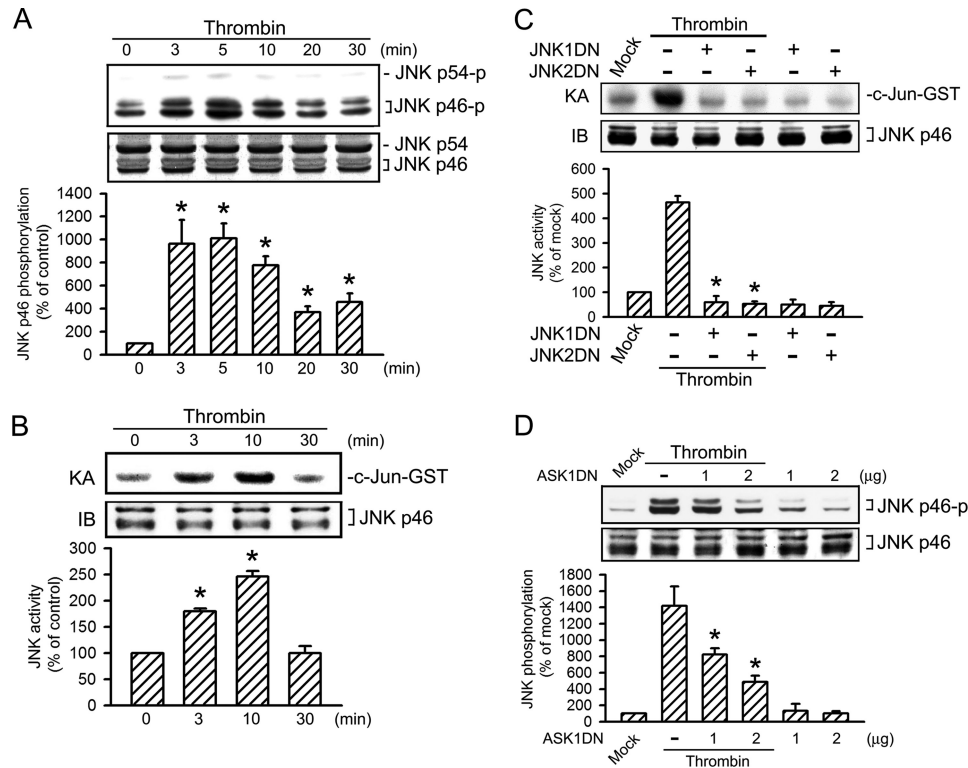 A
Thrombin
0 3 5 10 20 30 (min)
- JNK p54-p
JNK p46-p
- JNK p54
JNK p46
JNK p46 phosphorylation
(% of control)
1400
1200
1000
800
600
400
200
0
* * * * *
0 3 5 10 20 30 (min)
B
Thrombin
0 3 10 30 (min)
KA -c-Jun-GST
IB JNK p46
JNK activity
(% of control)
300
250
200
150
100
50
0
* *
0 3 10 30 (min)
C
Thrombin
JNK1DN Mock – + + 
JNK2DN – + +
KA -c-Jun-GST
IB JNK p46
JNK activity
(% of mock)
600
500
400
300
200
100
0
* *
JNK1DN Mock – + +
JNK2DN – + +
Thrombin
D
Thrombin
ASK1DN Mock – 1 2 1 2 (μg)
JNK p46-p
JNK p46
JNK phosphorylation
(% of mock)
1800
1600
1400
1200
1000
800
600
400
200
0
* *
ASK1DN Mock – 1 2 1 2 (μg)
Thrombin